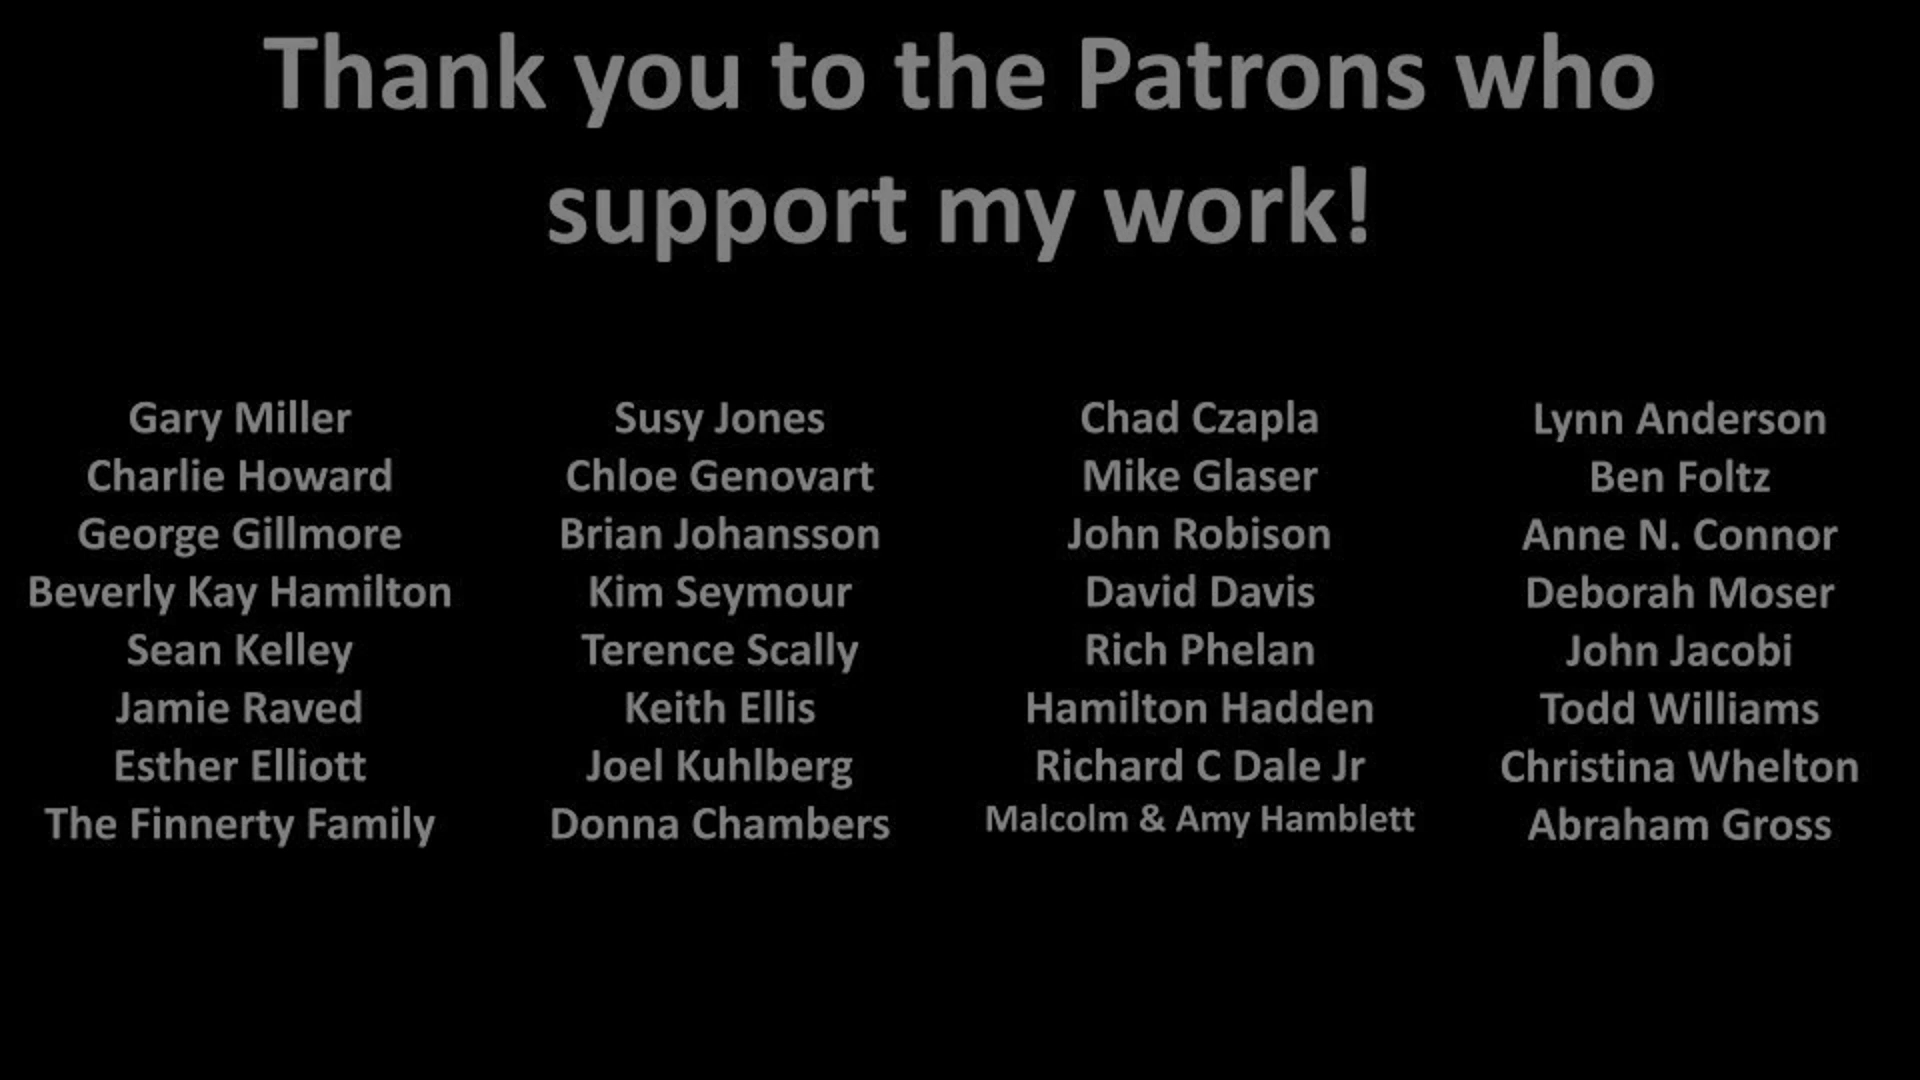 Thank you to the Patrons who
support my work!
Gary Miller
Charlie Howard
George Gillmore
Beverly Kay Hamilton
Sean Kelley
Jamie Raved
Esther Elliott
The Finnerty Family
Susy Jones
Chloe Genovart
Brian Johansson
Kim Seymour
Terence Scally
Keith Ellis
Joel Kuhlberg
Donna Chambers
Chad Czapla
Mike Glaser
John Robison
David Davis
Rich Phelan
Hamilton Hadden
Richard C Dale Jr
Malcolm & Amy Hamblett
Lynn Anderson
Ben Foltz
Anne N. Connor
Deborah Moser
John Jacobi
Todd Williams
Christina Whelton
Abraham Gross